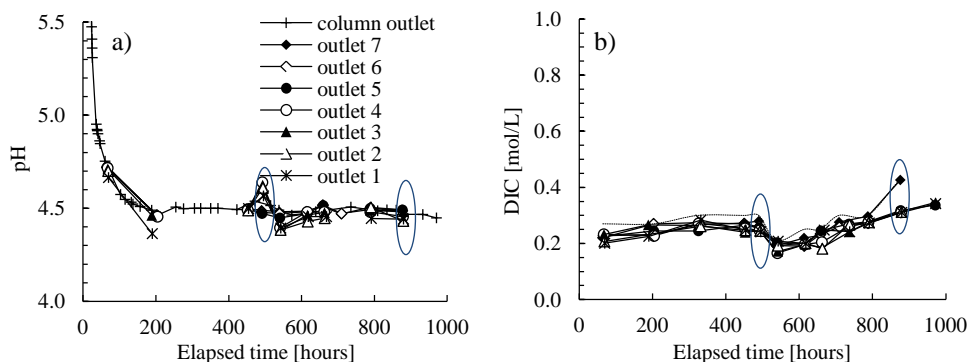 a)
5.5
5.0
4.5
4.0
pH
0 200 400 600 800 1000
Elapsed time [hours]
column outlet
outlet 7
outlet 6
outlet 5
outlet 4
outlet 3
outlet 2
outlet 1
b)
1.0
0.8
0.6
0.4
0.2
0.0
DIC [mol/L]
0 200 400 600 800 1000
Elapsed time [hours]